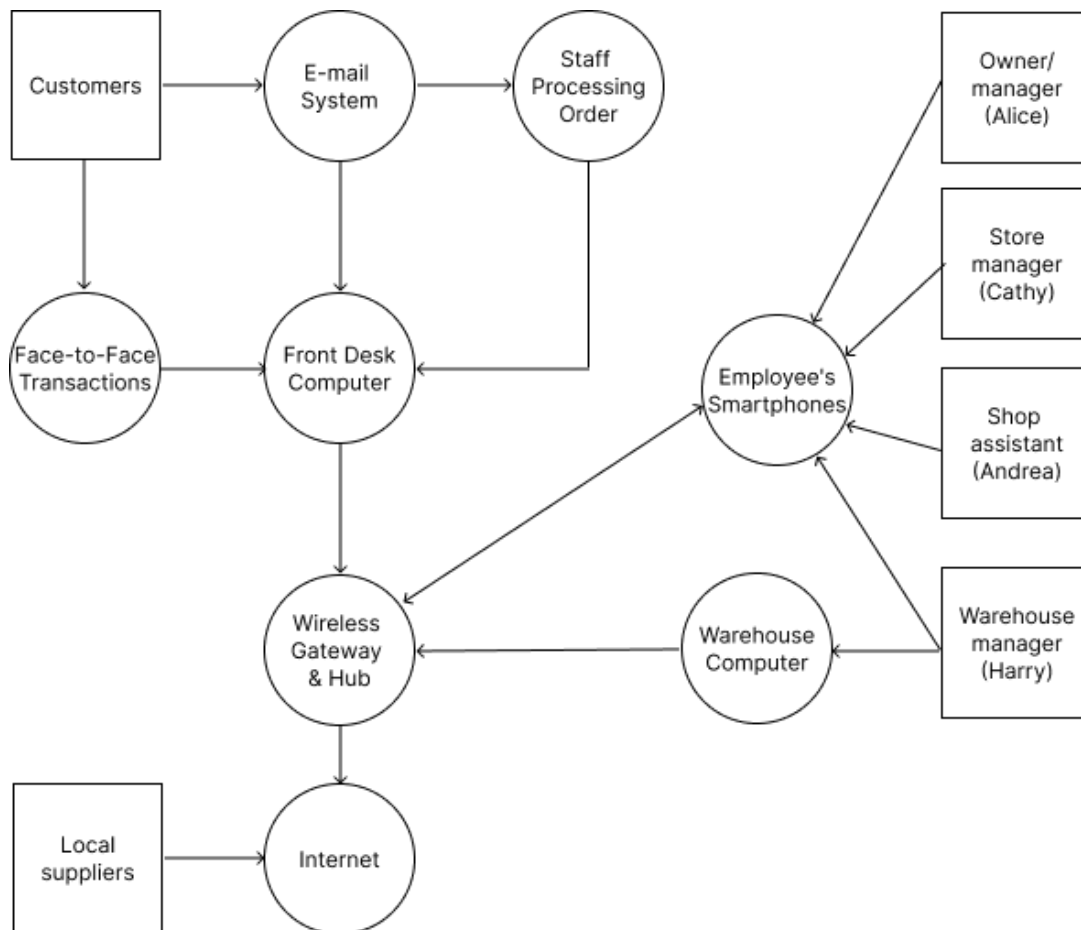 Customers
E-mail
System
Staff
Processing
Order
Owner/
manager
(Alice)
Store
manager
(Cathy)
Face-to-Face
Transactions
Front Desk
Computer
Employee's
Smartphones
Shop
assistant
(Andrea)
Wireless
Gateway
& Hub
Warehouse
Computer
Warehouse
manager
(Harry)
Local
suppliers
Internet